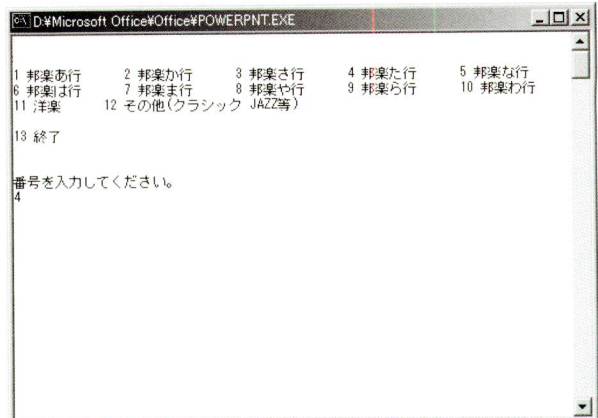 D:¥Microsoft Office¥Office¥POWERPNT.EXE
1 邦楽あ行 2 邦楽か行 3 邦楽さ行 4 邦楽た行 5 邦楽な行
6 邦楽は行 7 邦楽ま行 8 邦楽や行 9 邦楽ら行 10 邦楽わ行
11 洋楽 12 その他(クラシック JAZZ等)
13 終了
番号を入力してください。
4